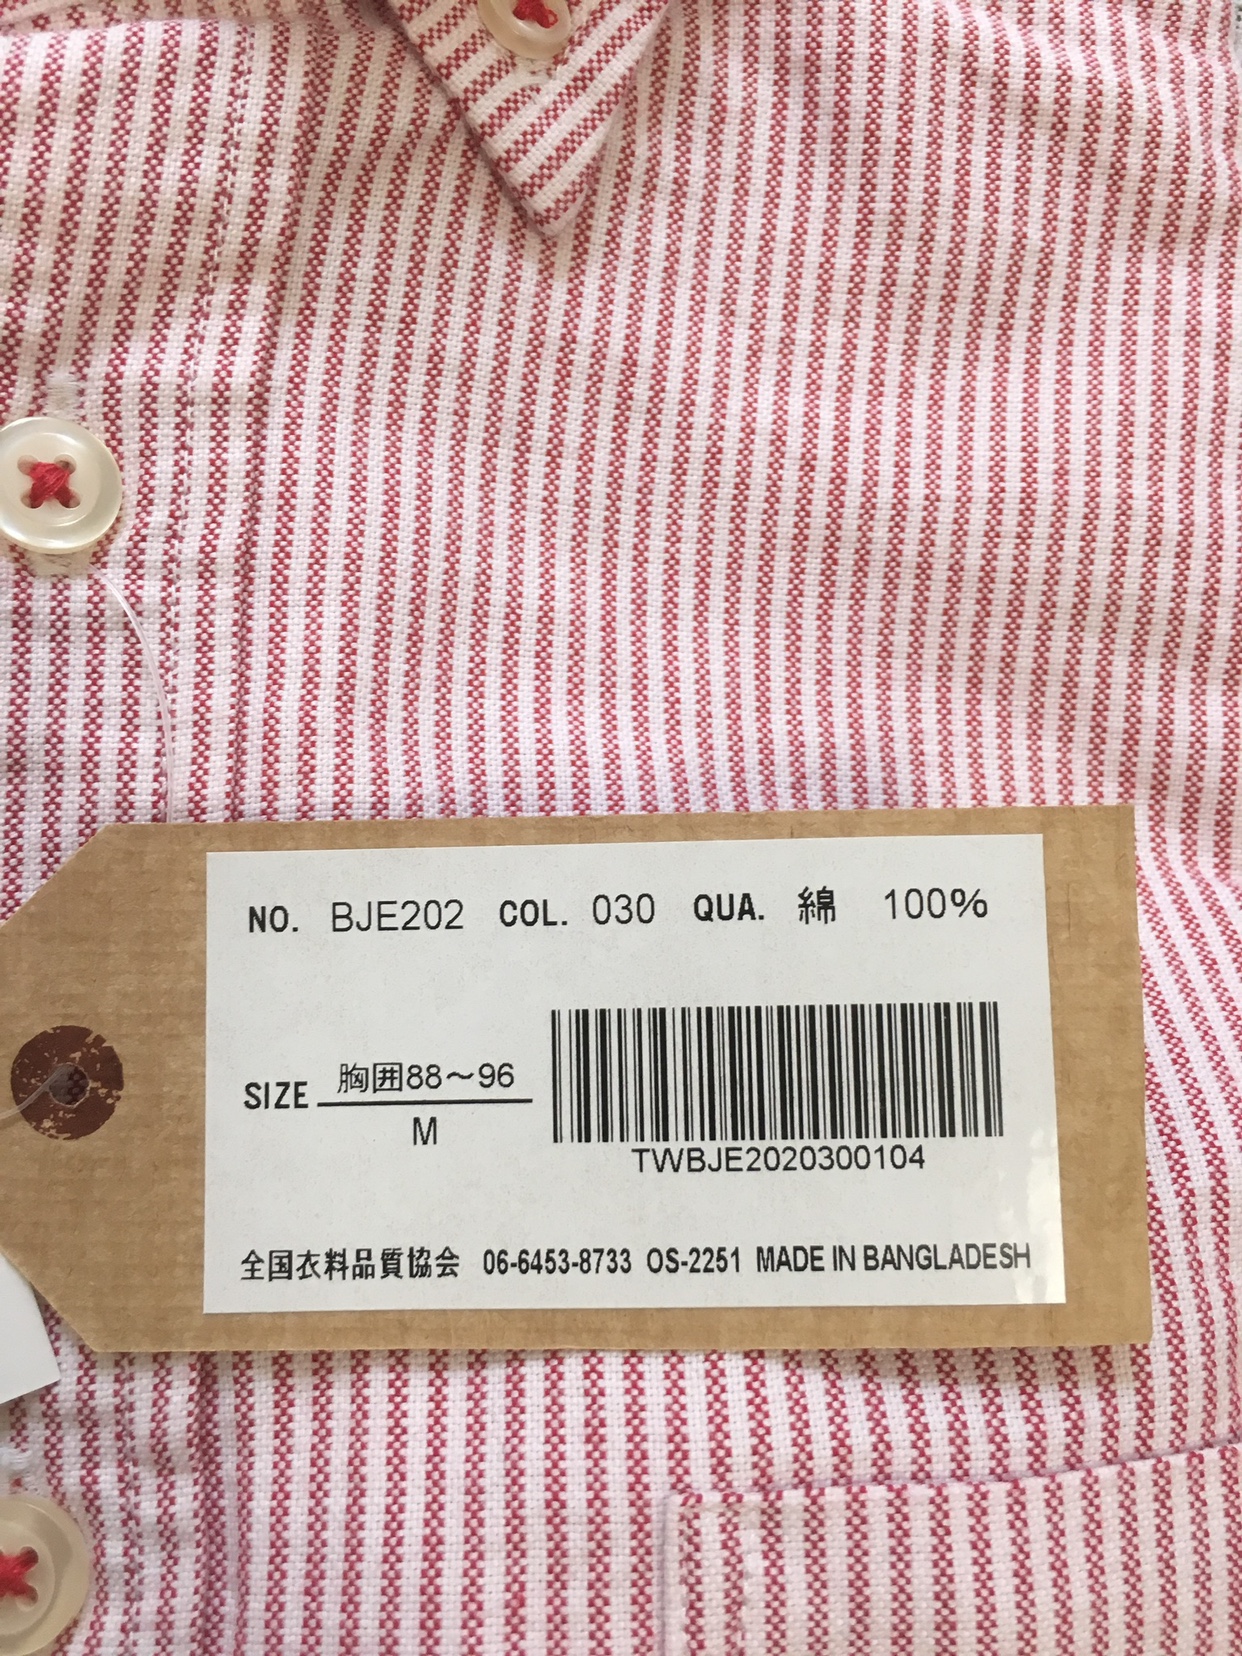 NO. BJE202 COL. 030 QUA. 綿 100%
SIZE 胸囲88〜96
M
TWBJE2020300104
全国衣料品質協会 06-6453-8733 OS-2251 MADE IN BANGLADESH